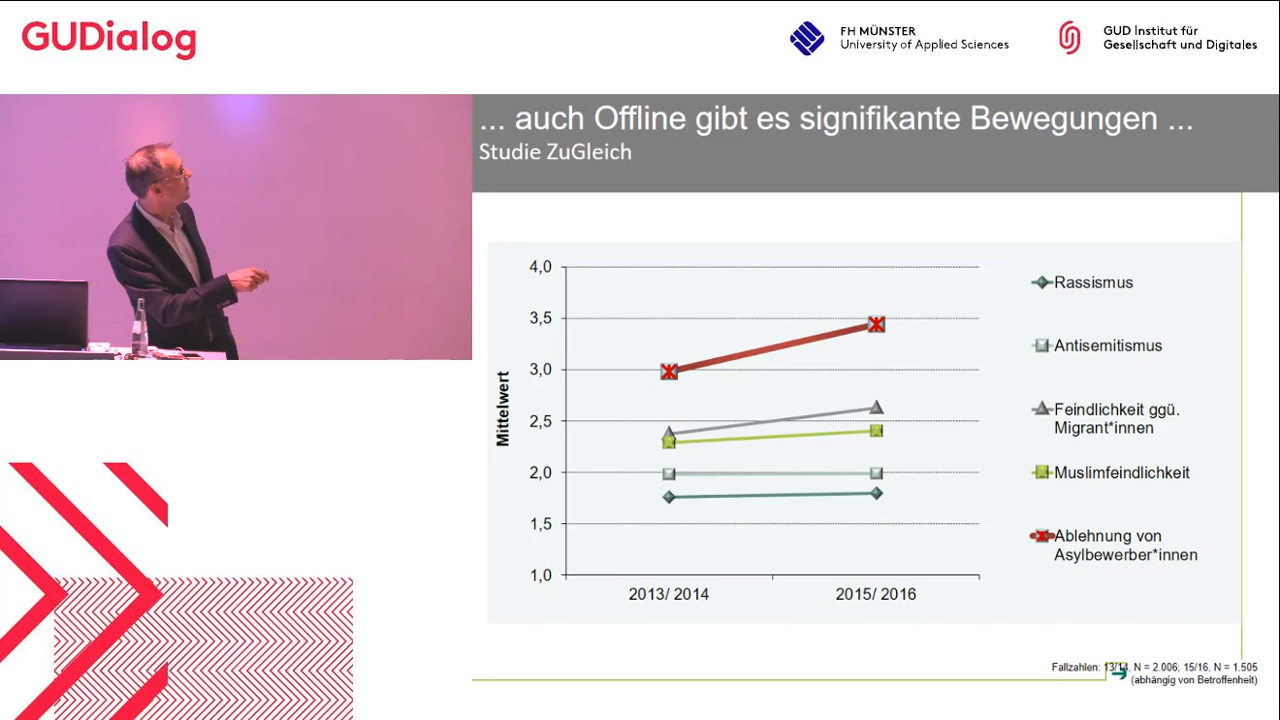 GUDialog
FH MÜNSTER
University of Applied Sciences
GUD Institut für
Gesellschaft und Digitales
... auch Offline gibt es signifikante Bewegungen ...
Studie ZuGleich
4,0
3,5
3,0
2,5
2,0
1,5
1,0
Mittelwert
2013/ 2014
2015/ 2016
Rassismus
Antisemitismus
Feindlichkeit ggü.
Migrant*innen
Muslimfeindlichkeit
Ablehnung von
Asylbewerber*innen
Fallzahlen: 13/14, N = 2.006; 15/16, N = 1.505
(abhängig von Betroffenheit)